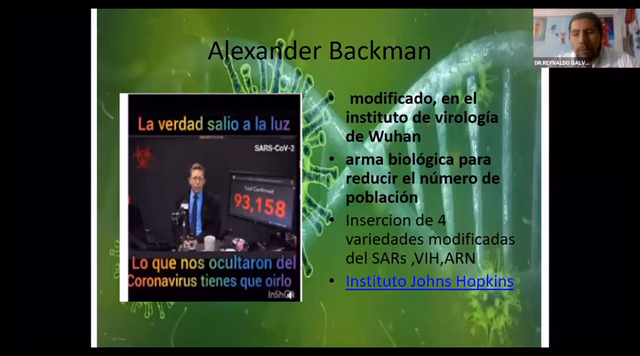 Alexander Backman
DR.REYNALDO GALV...
La verdad salio a la luz
SARS-CoV-2
Total Confirmed
93,158
Lo que nos ocultaron del
Coronavirus tienes que oirlo
InShOt
modificado, en el
instituto de virología
de Wuhan
• arma biológica para
reducir el número de
población
• Insercion de 4
variedades modificadas
del SARs ,VIH,ARN
• Instituto Johns Hopkins